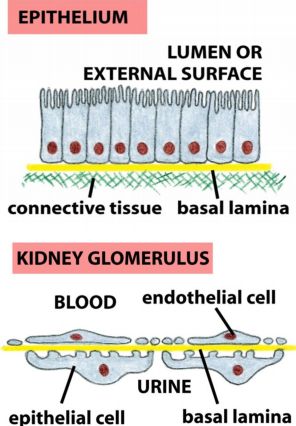 EPITHELIUM
LUMEN OR
EXTERNAL SURFACE
connective tissue basal lamina
KIDNEY GLOMERULUS
BLOOD endothelial cell
URINE
epithelial cell basal lamina